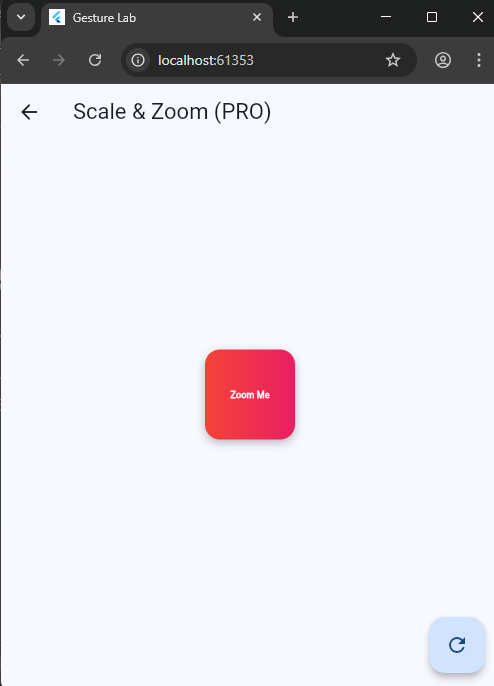 Gesture Lab
localhost:61353
Scale & Zoom (PRO)
Zoom Me